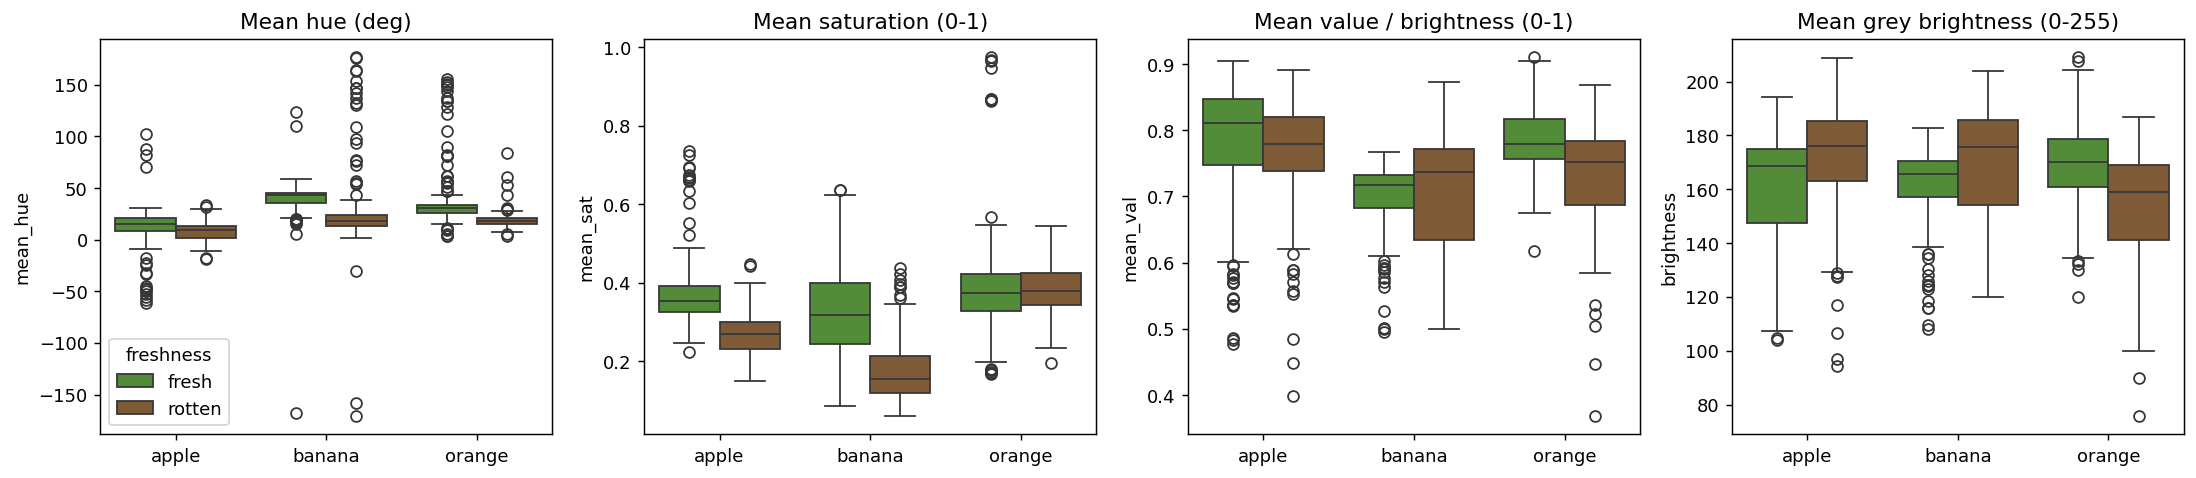 Mean hue (deg)
mean_hue
150
100
50
0
−50
−100
−150
freshness
fresh
rotten
apple
banana
orange
Mean saturation (0-1)
mean_sat
1.0
0.8
0.6
0.4
0.2
apple
banana
orange
Mean value / brightness (0-1)
mean_val
0.9
0.8
0.7
0.6
0.5
0.4
apple
banana
orange
Mean grey brightness (0-255)
brightness
200
180
160
140
120
100
80
apple
banana
orange